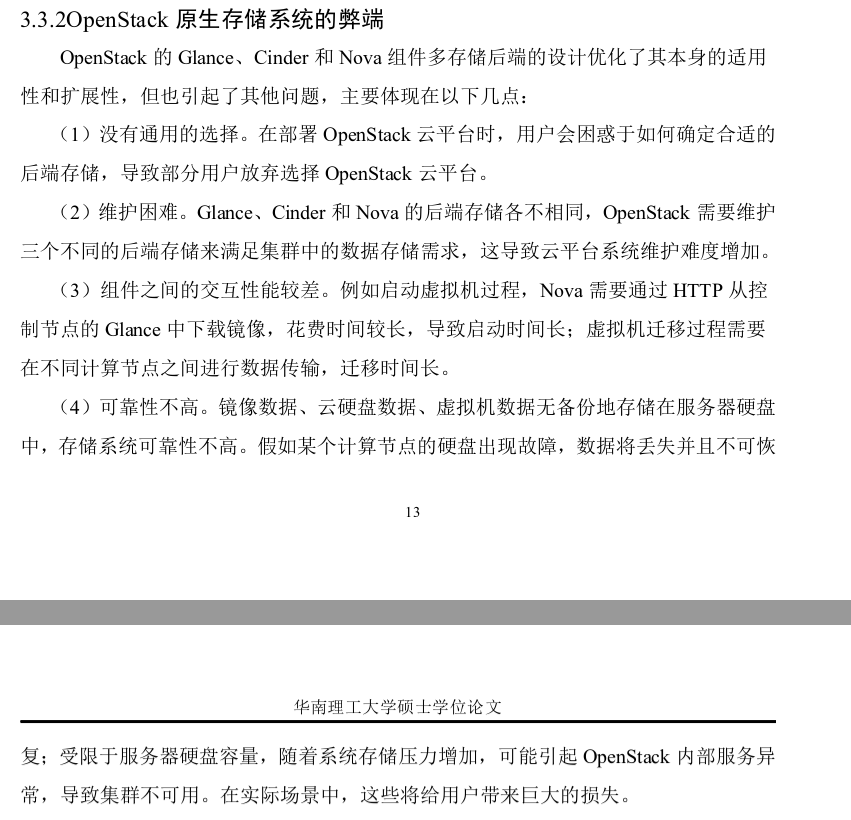 3.3.2OpenStack 原生存储系统的弊端
OpenStack 的 Glance、Cinder 和 Nova 组件多存储后端的设计优化了其本身的适用
性和扩展性，但也引起了其他问题，主要体现在以下几点：
（1）没有通用的选择。在部署 OpenStack 云平台时，用户会困惑于如何确定合适的
后端存储，导致部分用户放弃选择 OpenStack 云平台。
（2）维护困难。Glance、Cinder 和 Nova 的后端存储各不相同，OpenStack 需要维护
三个不同的后端存储来满足集群中的数据存储需求，这导致云平台系统维护难度增加。
（3）组件之间的交互性能较差。例如启动虚拟机过程，Nova 需要通过 HTTP 从控
制节点的 Glance 中下载镜像，花费时间较长，导致启动时间长；虚拟机迁移过程需要
在不同计算节点之间进行数据传输，迁移时间长。
（4）可靠性不高。镜像数据、云硬盘数据、虚拟机数据无备份地存储在服务器硬盘
中，存储系统可靠性不高。假如某个计算节点的硬盘出现故障，数据将丢失并且不可恢
13
华南理工大学硕士学位论文
复；受限于服务器硬盘容量，随着系统存储压力增加，可能引起 OpenStack 内部服务异
常，导致集群不可用。在实际场景中，这些将给用户带来巨大的损失。